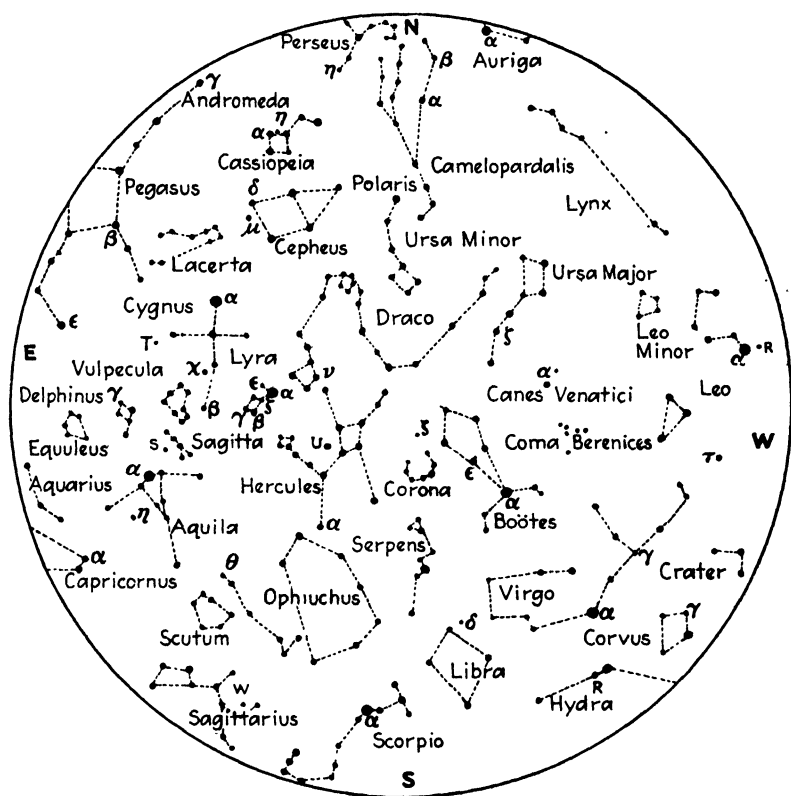 N
Perseus
η
β
α
Auriga
γ
Andromeda
α
η
α
Cassiopeia
Camelopardalis
Pegasus
δ
Polaris
Lynx
μ
Cepheus
β
Ursa Minor
Lacerta
Ursa Major
Cygnus
α
ε
Draco
ζ
Leo
Minor
E
T
Lyra
α
R
Vulpecula
χ
ν
α
Leo
Delphinus
γ
ε
α
ζ
Canes Venatici
β
γ
β
ξ
Equuleus
S
Sagitta
U
Coma Berenices
W
τ
Aquarius
α
Hercules
Corona
ε
η
Aquila
α
α
Boötes
Serpens
γ
α
Capricornus
θ
Crater
Ophiuchus
Virgo
α
γ
Scutum
δ
Corvus
Libra
W
R
Sagittarius
Hydra
α
Scorpio
S